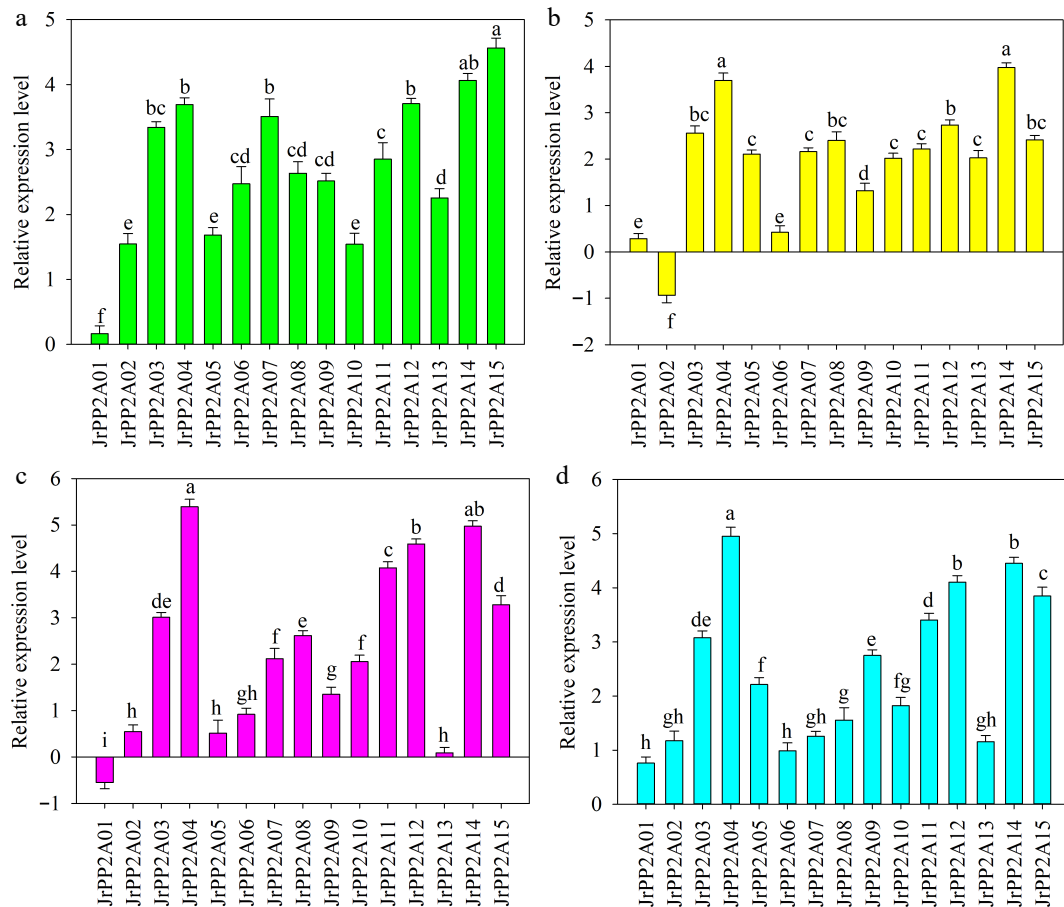 a
Relative expression level
5
4
3
2
1
0
f
e
bc
b
e
cd
b
cd
cd
e
c
b
d
ab
a
JrPP2A01
JrPP2A02
JrPP2A03
JrPP2A04
JrPP2A05
JrPP2A06
JrPP2A07
JrPP2A08
JrPP2A09
JrPP2A10
JrPP2A11
JrPP2A12
JrPP2A13
JrPP2A14
JrPP2A15
b
Relative expression level
5
4
3
2
1
0
−1
−2
e
f
bc
a
c
e
c
bc
d
c
c
b
c
a
bc
JrPP2A01
JrPP2A02
JrPP2A03
JrPP2A04
JrPP2A05
JrPP2A06
JrPP2A07
JrPP2A08
JrPP2A09
JrPP2A10
JrPP2A11
JrPP2A12
JrPP2A13
JrPP2A14
JrPP2A15
c
Relative expression level
6
5
4
3
2
1
0
−1
i
h
de
a
h
gh
f
e
g
f
c
b
h
ab
d
JrPP2A01
JrPP2A02
JrPP2A03
JrPP2A04
JrPP2A05
JrPP2A06
JrPP2A07
JrPP2A08
JrPP2A09
JrPP2A10
JrPP2A11
JrPP2A12
JrPP2A13
JrPP2A14
JrPP2A15
d
Relative expression level
6
5
4
3
2
1
0
h
gh
de
a
f
h
gh
g
e
fg
d
b
gh
b
c
JrPP2A01
JrPP2A02
JrPP2A03
JrPP2A04
JrPP2A05
JrPP2A06
JrPP2A07
JrPP2A08
JrPP2A09
JrPP2A10
JrPP2A11
JrPP2A12
JrPP2A13
JrPP2A14
JrPP2A15